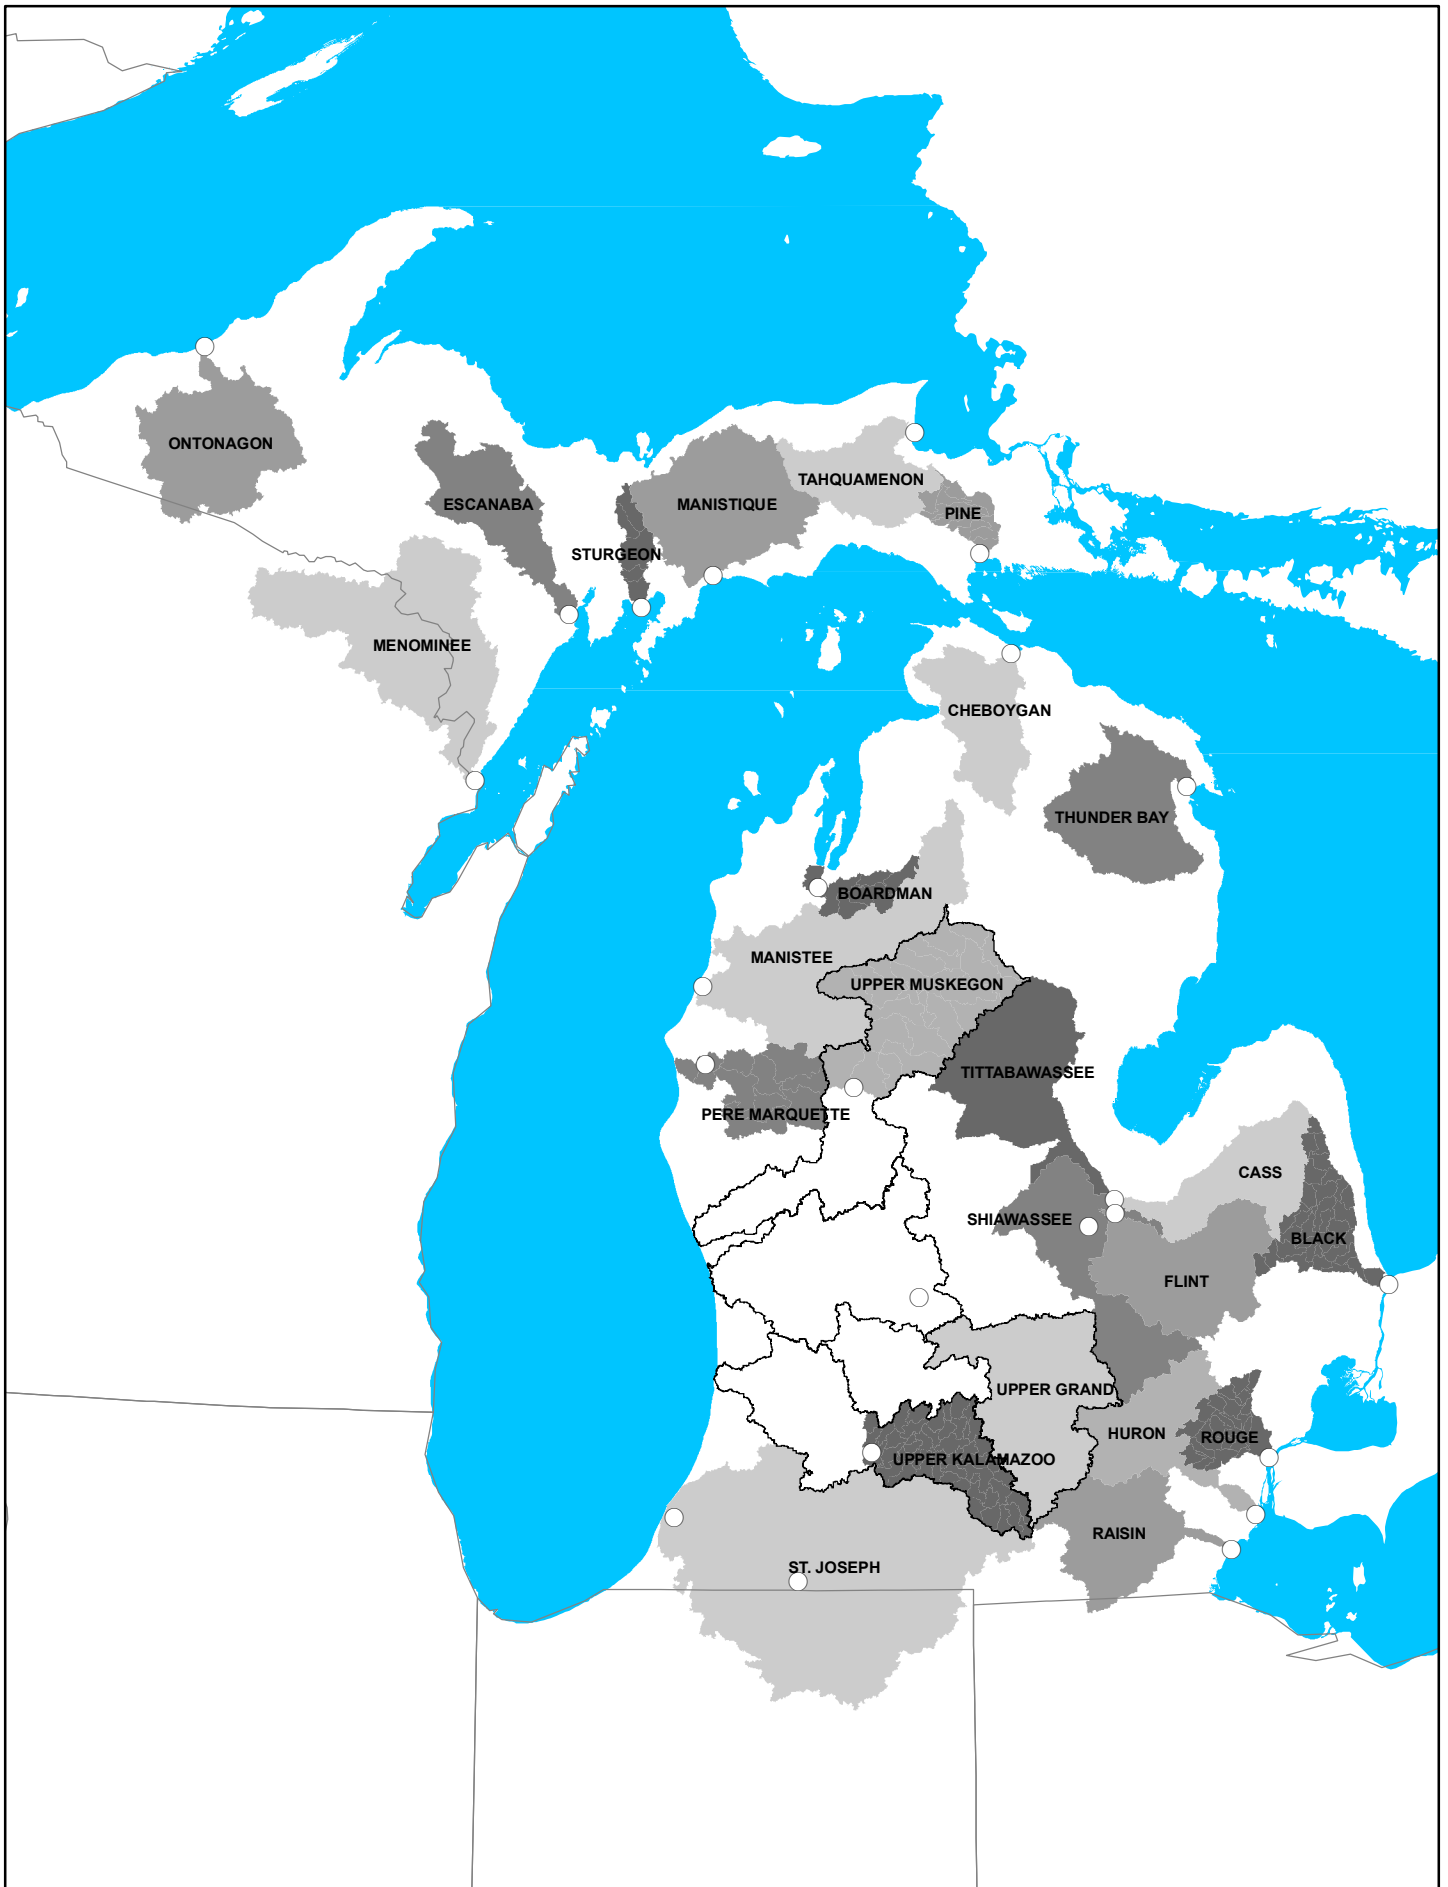 ONTONAGON
TAHQUAMENON
ESCANABA
MANISTIQUE
PINE
STURGEON
MENOMINEE
CHEBOYGAN
THUNDER BAY
BOARDMAN
MANISTEE
UPPER MUSKEGON
TITTABAWASSEE
PERE MARQUETTE
CASS
SHIAWASSEE
BLACK
FLINT
UPPER GRAND
HURON
ROUGE
UPPER KALAMAZOO
RAISIN
ST. JOSEPH